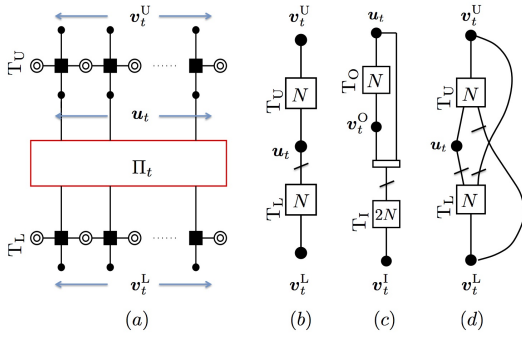 v_t^U
T_U
u_t
Π_t
T_L
v_t^L
(a)
v_t^U
T_U
N
u_t
T_L
N
v_t^L
(b)
u_t
T_O
N
v_t^O
T_I
2N
v_t^I
(c)
v_t^U
T_U
N
u_t
T_L
N
v_t^L
(d)